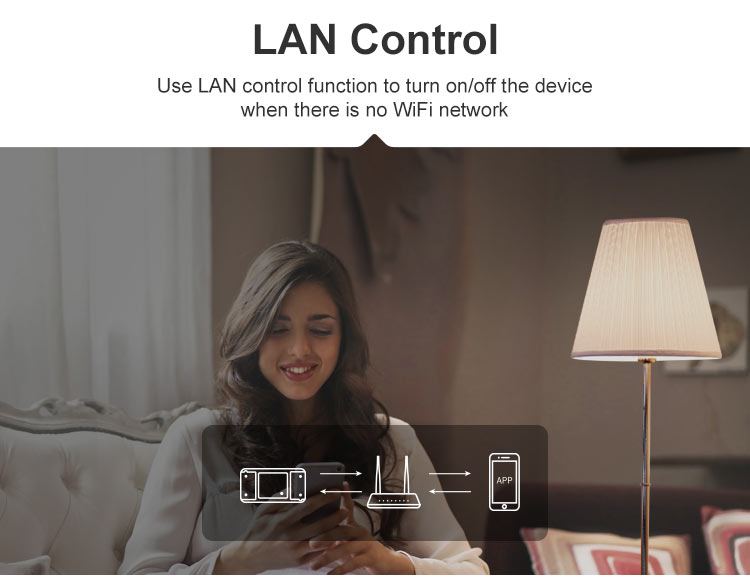 LAN Control
Use LAN control function to turn on/off the device
when there is no WiFi network
APP